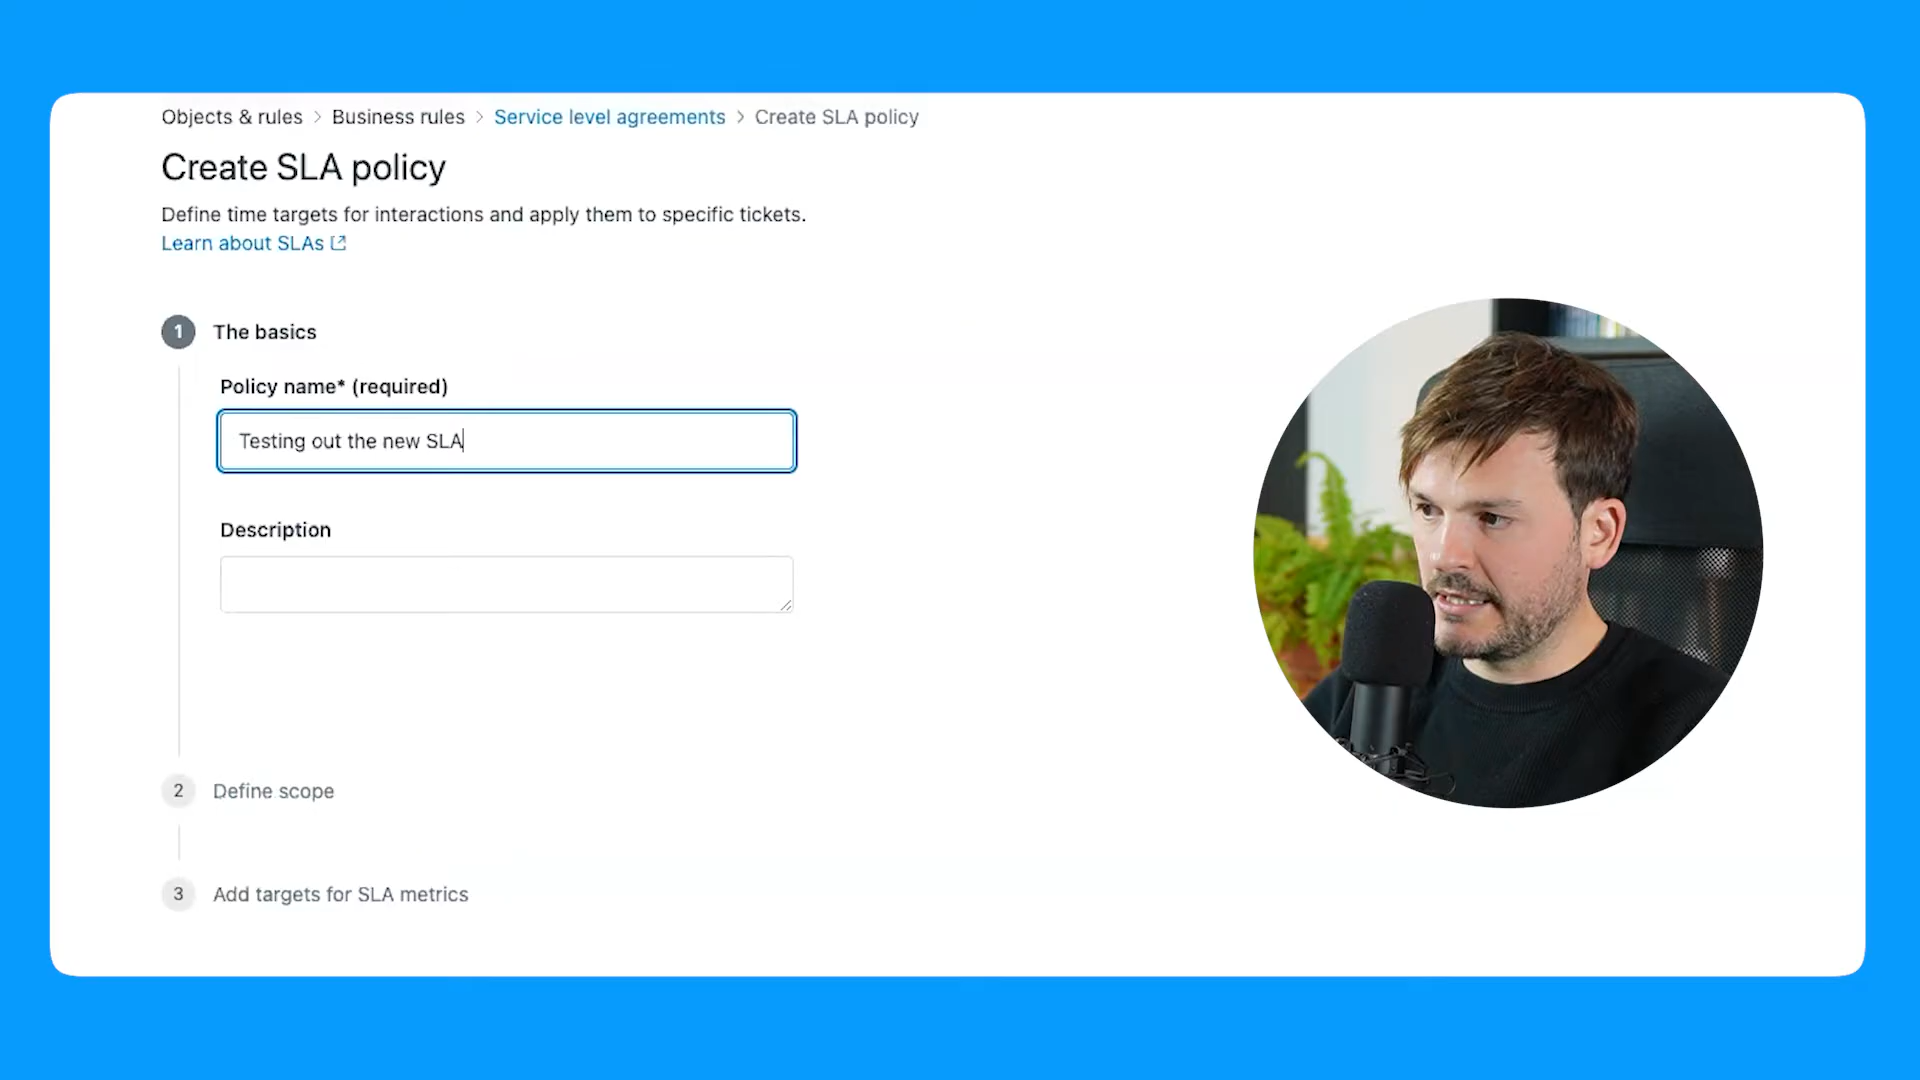 Objects & rules > Business rules > Service level agreements > Create SLA policy
Create SLA policy
Define time targets for interactions and apply them to specific tickets.
Learn about SLAs
1 The basics
Policy name* (required)
Testing out the new SLA
Description
2 Define scope
3 Add targets for SLA metrics